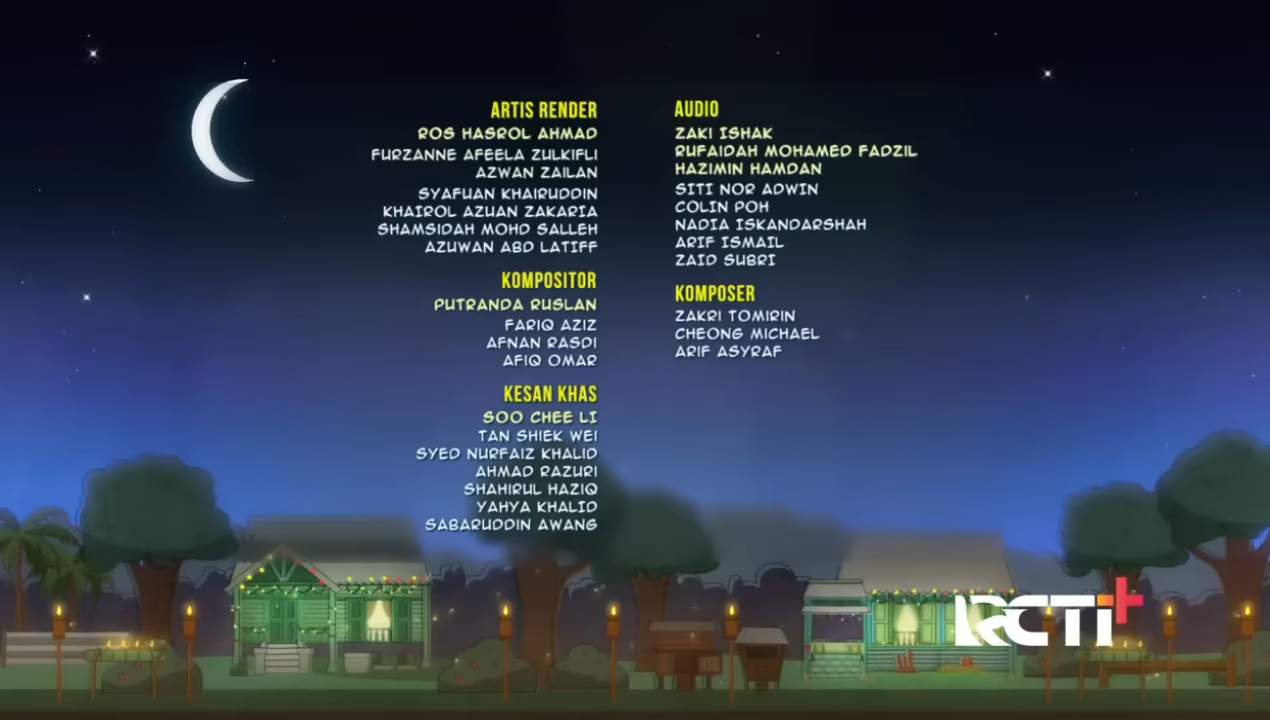 ARTIS RENDER
ROS HASROL AHMAD
FURZANNE AFEELA ZULKIFLI
AZWAN ZAILAN
SYAFUAN KHAIRUDDIN
KHAIROL AZUAN ZAKARIA
SHAMSIDAH MOHD SALLEH
AZUWAN ABD LATIFF
KOMPOSITOR
PUTRANDA RUSLAN
FARIQ AZIZ
AFNAN RASDI
AFIQ OMAR
KESAN KHAS
SOO CHEE LI
TAN SHIEK WEI
SYED NURFAIZ KHALID
AHMAD RAZURI
SHAHIRUL HAZIQ
YAHYA KHALID
SABARUDDIN AWANG
AUDIO
ZAKI ISHAK
RUFAIDAH MOHAMED FADZIL
HAZIMIN HAMDAN
SITI NOR ADWIN
COLIN POH
NADIA ISKANDARSHAH
ARIF ISMAIL
ZAID SUBRI
KOMPOSER
ZAKRI TOMIRIN
CHEONG MICHAEL
ARIF ASYRAF
RCTI+